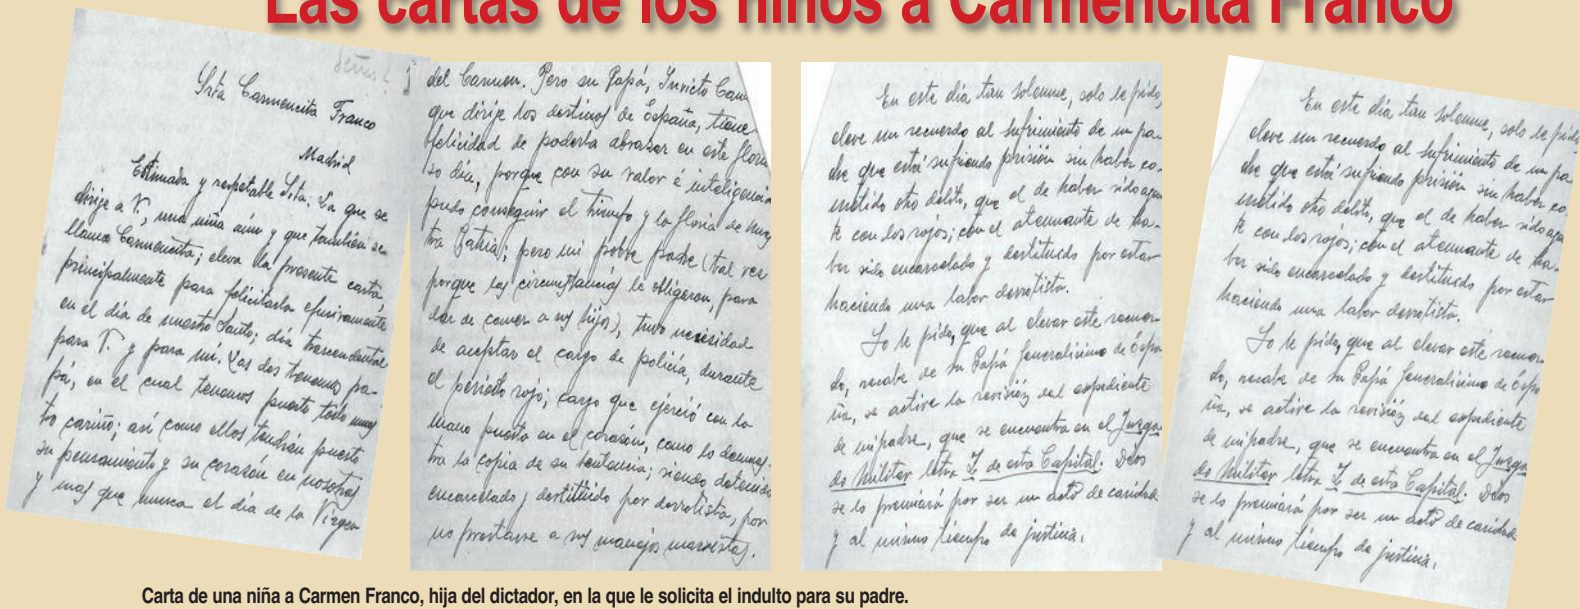 Las cartas de los niños a Carmencita Franco
Srta Carmencita Franco
Madrid
Estimada y respetable Srta: La que se
dirije a V., una niña aún y que tambien se
llama Carmencita; eleva la presente carta,
principalmente para felicitarla efusivamente
en el día de nuestro Santo; día trascendental
para V. y para mí. Las dos tenemos pa-
pá, en el cual tenemos puesto todo nues
tro cariño; así como ellos tendrán puesto
su pensamiento y su corazón en nosotras
y mas que nunca el día de la Virgen
del Carmen. Pero su Papá, Invicto Cau
que dirije los destinos de España, tiene
felicidad de poderla abrazar en este glorio
so día, porque con su valor é inteligencia
pudo conseguir el triunfo y la gloria de nues
tra Patria; pero mi pobre padre (tal vez
porque las circunstancias le obligeron, para
dar de comer a sus hijos), tuvo necesidad
de aceptar el cargo de policía, durante
el periodo rojo; cargo que ejerció con la
mano puesta en el corazón, como lo demues-
tra la copia de su sentencia; siendo detenido
encarcelado y destituido por derrotista, por
no prestarse a sus manejos marxistas.
En este día tan solemne, solo le pido,
eleve un recuerdo al sufrimiento de un pa-
dre que está sufriendo prisión sin haber co-
metido otro delito, que el de haber sido agen
te con los rojos; con el atenuante de ha-
ber sido encarcelado y destituido por estar
haciendo una labor derrotista.
Yo le pido, que al elevar este recuer-
do, recabe de su Papá Generalísimo de Espa
ña, se active la revisión del expediente
de mi padre, que se encuentra en el Juzga
do Militar letra Z de esta Capital. Dios
se lo premiará por ser un acto de caridad
y al mismo tiempo de justicia.
En este día tan solemne, solo le pido
eleve un recuerdo al sufrimiento de un pa
dre que está sufriendo prisión sin haber co
metido otro delito, que el de haber sido agen
te con los rojos; con el atenuante de ha-
ber sido encarcelado y destituido por estar
haciendo una labor derrotista.
Yo le pido, que al elevar este recuer
do, recabe de su Papá Generalísimo de Espa
ña, se active la revisión del expediente
de mi padre, que se encuentra en el Juzga
do Militar letra Z de esta Capital. Dios
se lo premiará por ser un acto de caridad
y al mismo tiempo de justicia.
Carta de una niña a Carmen Franco, hija del dictador, en la que le solicita el indulto para su padre.